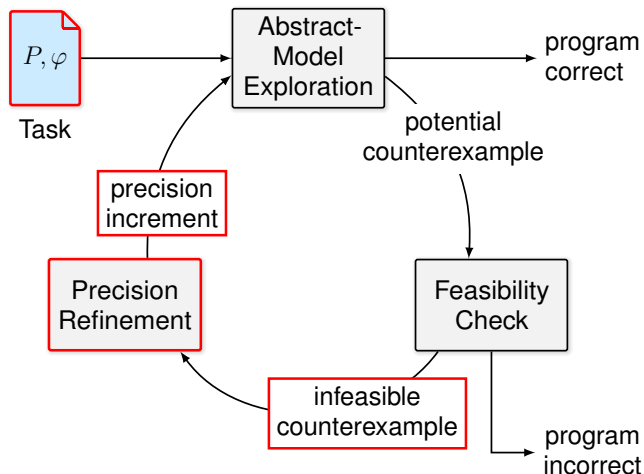 P, φ
Task
Abstract-
Model
Exploration
program
correct
potential
counterexample
precision
increment
Precision
Refinement
Feasibility
Check
infeasible
counterexample
program
incorrect